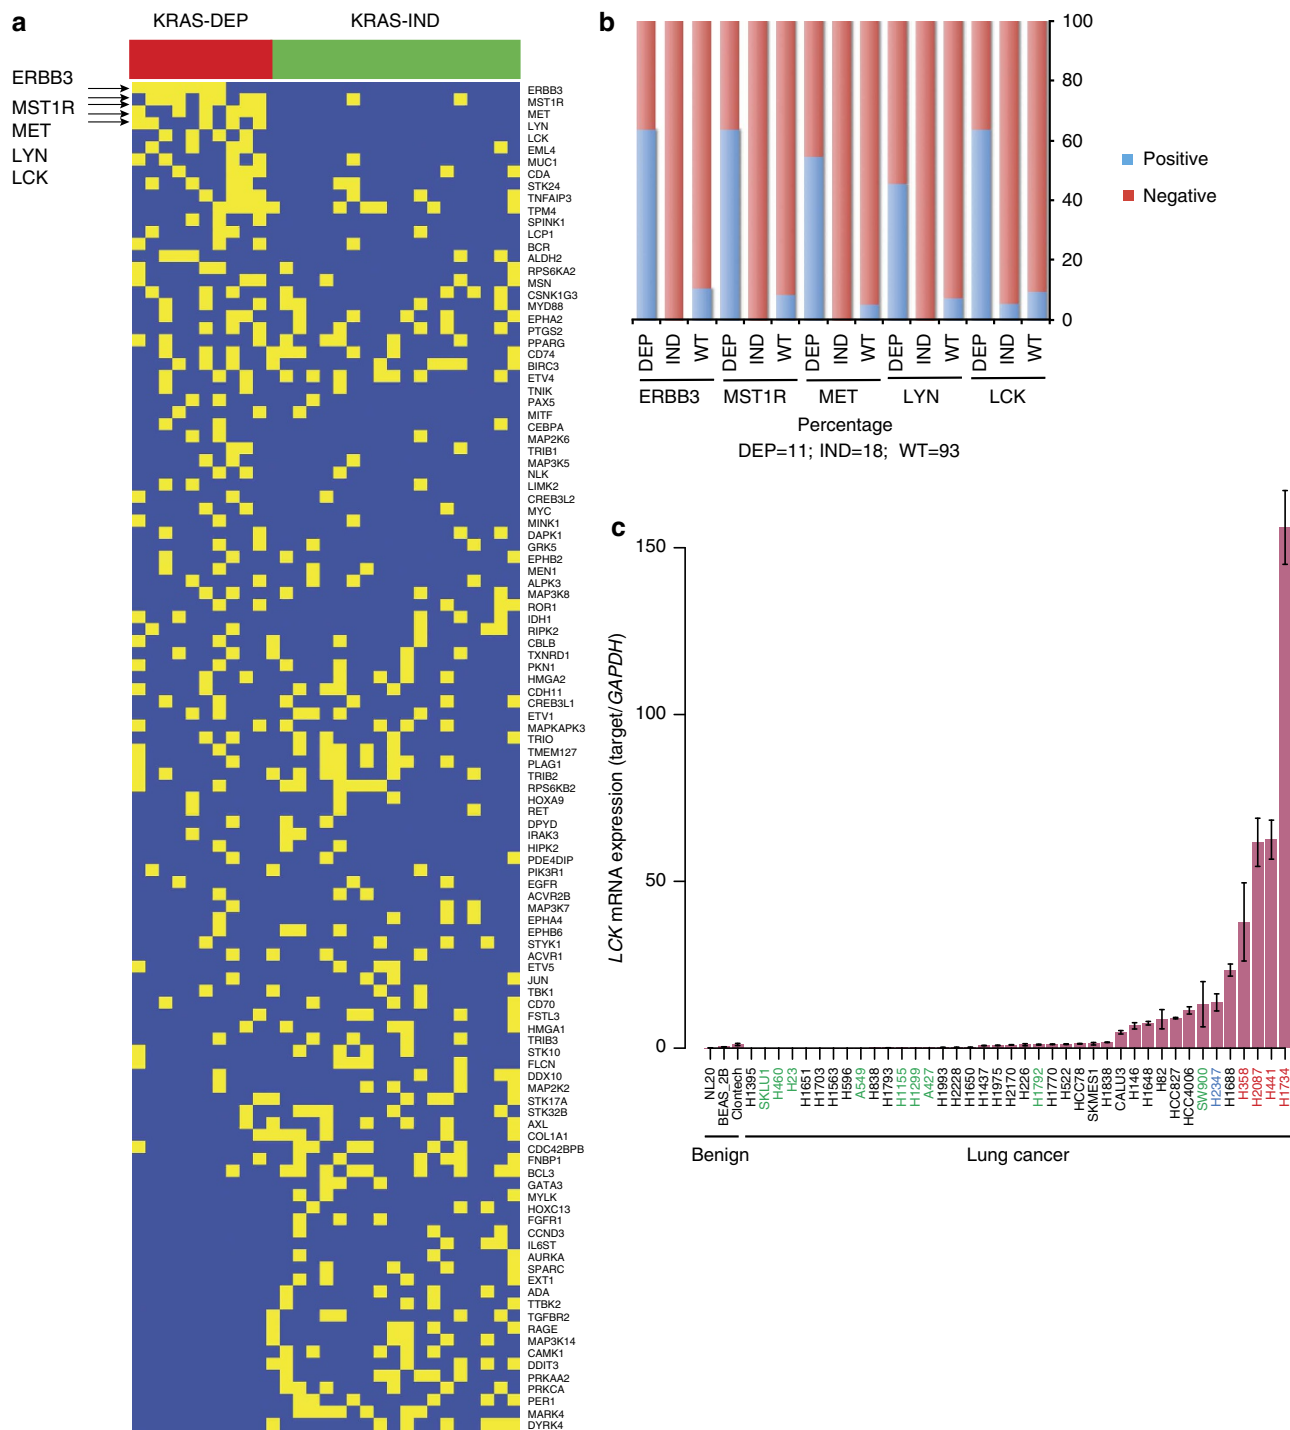 a
KRAS-DEP KRAS-IND
ERBB3
MST1R
MET
LYN
LCK
ERBB3
MST1R
MET
LYN
LCK
EML4
MUC1
CDA
STK24
TNFAIP3
TPM4
SPINK1
LCP1
BCR
ALDH2
RPS6KA2
MSN
CSNK1G3
MYD88
EPHA2
PTGS2
PPARG
CD74
BIRC3
ETV4
TNIK
PAX5
MITF
CEBPA
MAP2K6
TRIB1
MAP3K5
NLK
LIMK2
CREB3L2
MYC
MINK1
DAPK1
GRK5
EPHB2
MEN1
ALPK3
MAP3K8
ROR1
IDH1
RIPK2
CBLB
TXNRD1
PKN1
HMGA2
CDH11
CREB3L1
ETV1
MAPKAPK3
TRIO
TMEM127
PLAG1
TRIB2
RPS6KB2
HOXA9
RET
DPYD
IRAK3
HIPK2
PDE4DIP
PIK3R1
EGFR
ACVR2B
MAP3K7
EPHA4
EPHB6
STYK1
ACVR1
ETV5
JUN
TBK1
CD70
FSTL3
HMGA1
TRIB3
STK10
FLCN
DDX10
MAP2K2
STK17A
STK32B
AXL
COL1A1
CDC42BPB
FNBP1
BCL3
GATA3
MYLK
HOXC13
FGFR1
CCND3
IL6ST
AURKA
SPARC
EXT1
ADA
TTBK2
TGFBR2
RAGE
MAP3K14
CAMK1
DDIT3
PRKAA2
PRKCA
PER1
MARK4
DYRK4
b
100
80
60
40
20
0
Positive
Negative
DEP IND WT DEP IND WT DEP IND WT DEP IND WT DEP IND WT
ERBB3 MST1R MET LYN LCK
Percentage
DEP=11; IND=18; WT=93
c
LCK mRNA expression (target/GAPDH)
150
100
50
0
NL20 BEAS_2B Clontech H1395 SKLU1 H460 H23 H1651 H1703 H1563 H596 A549 H838 H1793 H1155 H1299 A427 H1993 H2228 H1650 H1437 H1975 H2170 H226 H1792 H1770 H522 HCC78 SKMES1 H1838 CALU3 H146 H1648 H82 HCC827 HCC4006 SW900 H2347 H1688 H358 H2087 H441 H1734
Benign Lung cancer